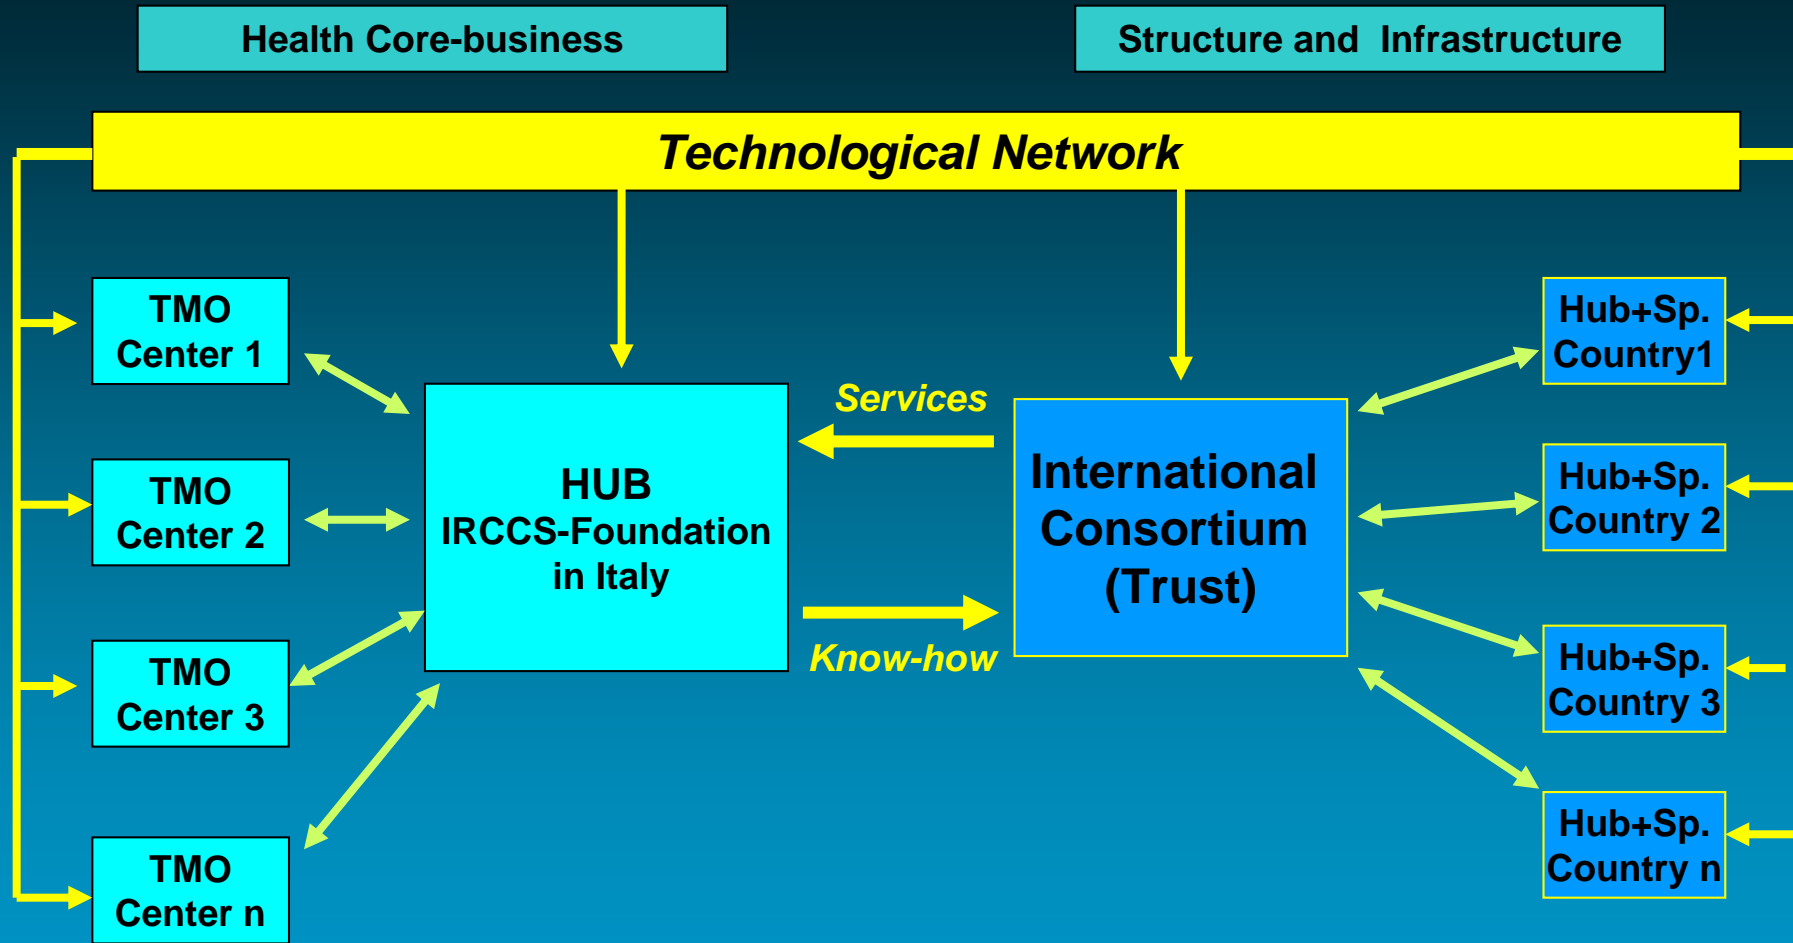 Health Core-business
Structure and Infrastructure
Technological Network
TMO
Center 1
TMO
Center 2
TMO
Center 3
TMO
Center n
HUB
IRCCS-Foundation
in Italy
Services
Know-how
International
Consortium
(Trust)
Hub+Sp.
Country1
Hub+Sp.
Country 2
Hub+Sp.
Country 3
Hub+Sp.
Country n